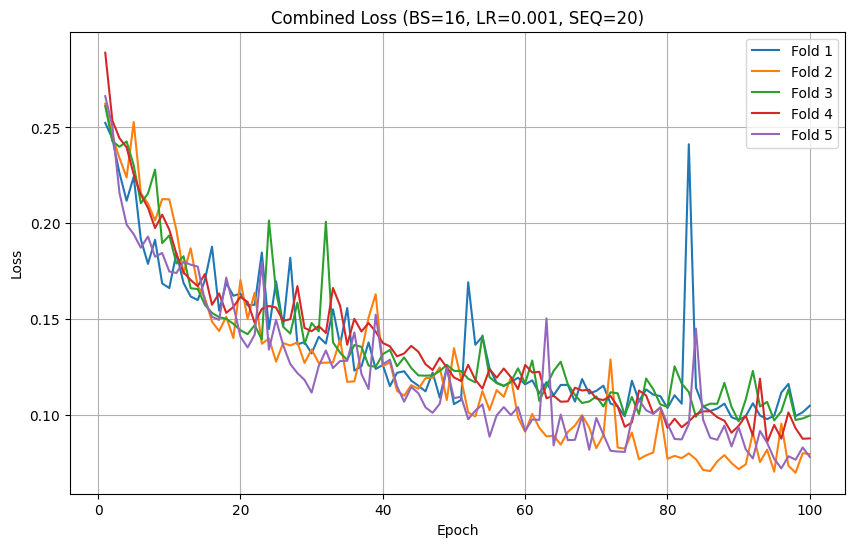 Combined Loss (BS=16, LR=0.001, SEQ=20)
Fold 1
Fold 2
Fold 3
Fold 4
Fold 5
Loss
0.25
0.20
0.15
0.10
0 20 40 60 80 100
Epoch